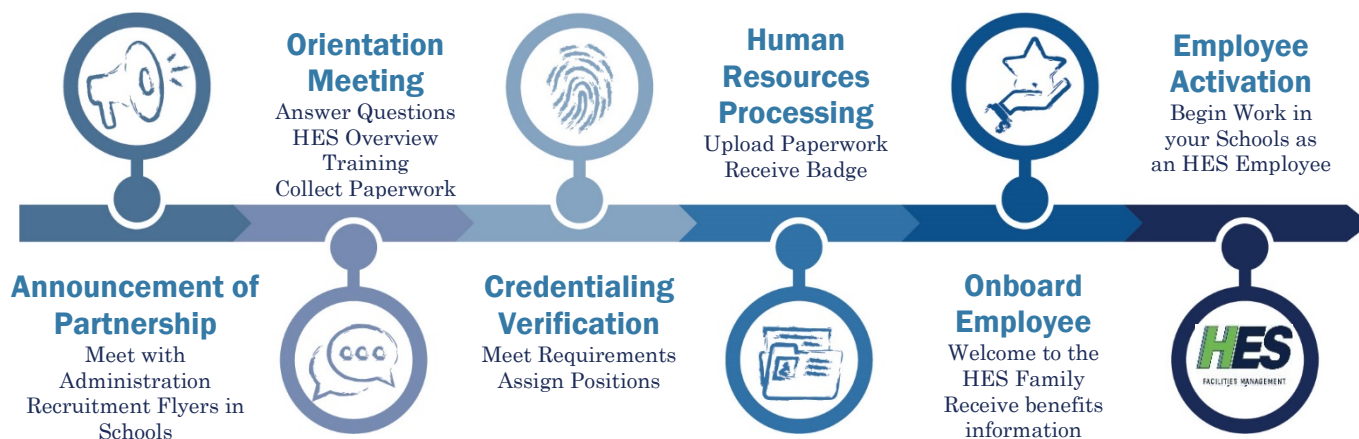 Announcement of
Partnership
Meet with
Administration
Recruitment Flyers in
Schools
Orientation
Meeting
Answer Questions
HES Overview
Training
Collect Paperwork
Credentialing
Verification
Meet Requirements
Assign Positions
Human
Resources
Processing
Upload Paperwork
Receive Badge
Onboard
Employee
Welcome to the
HES Family
Receive benefits
information
Employee
Activation
Begin Work in
your Schools as
an HES Employee
HES
FACILITIES MANAGEMENT